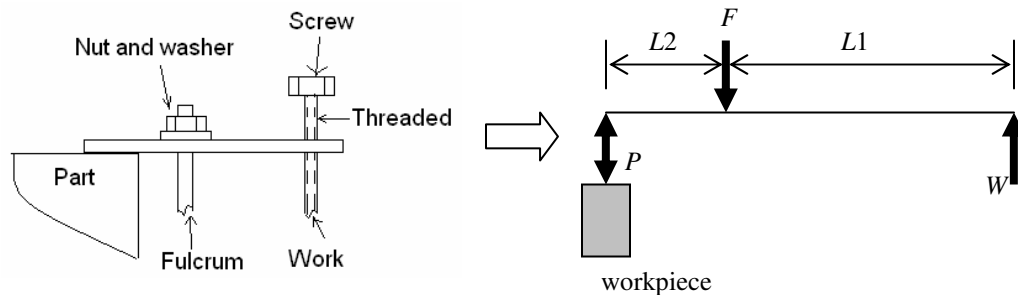 Screw
Nut and washer
Threaded
Part
Fulcrum
Work
F
L2
L1
P
W
workpiece